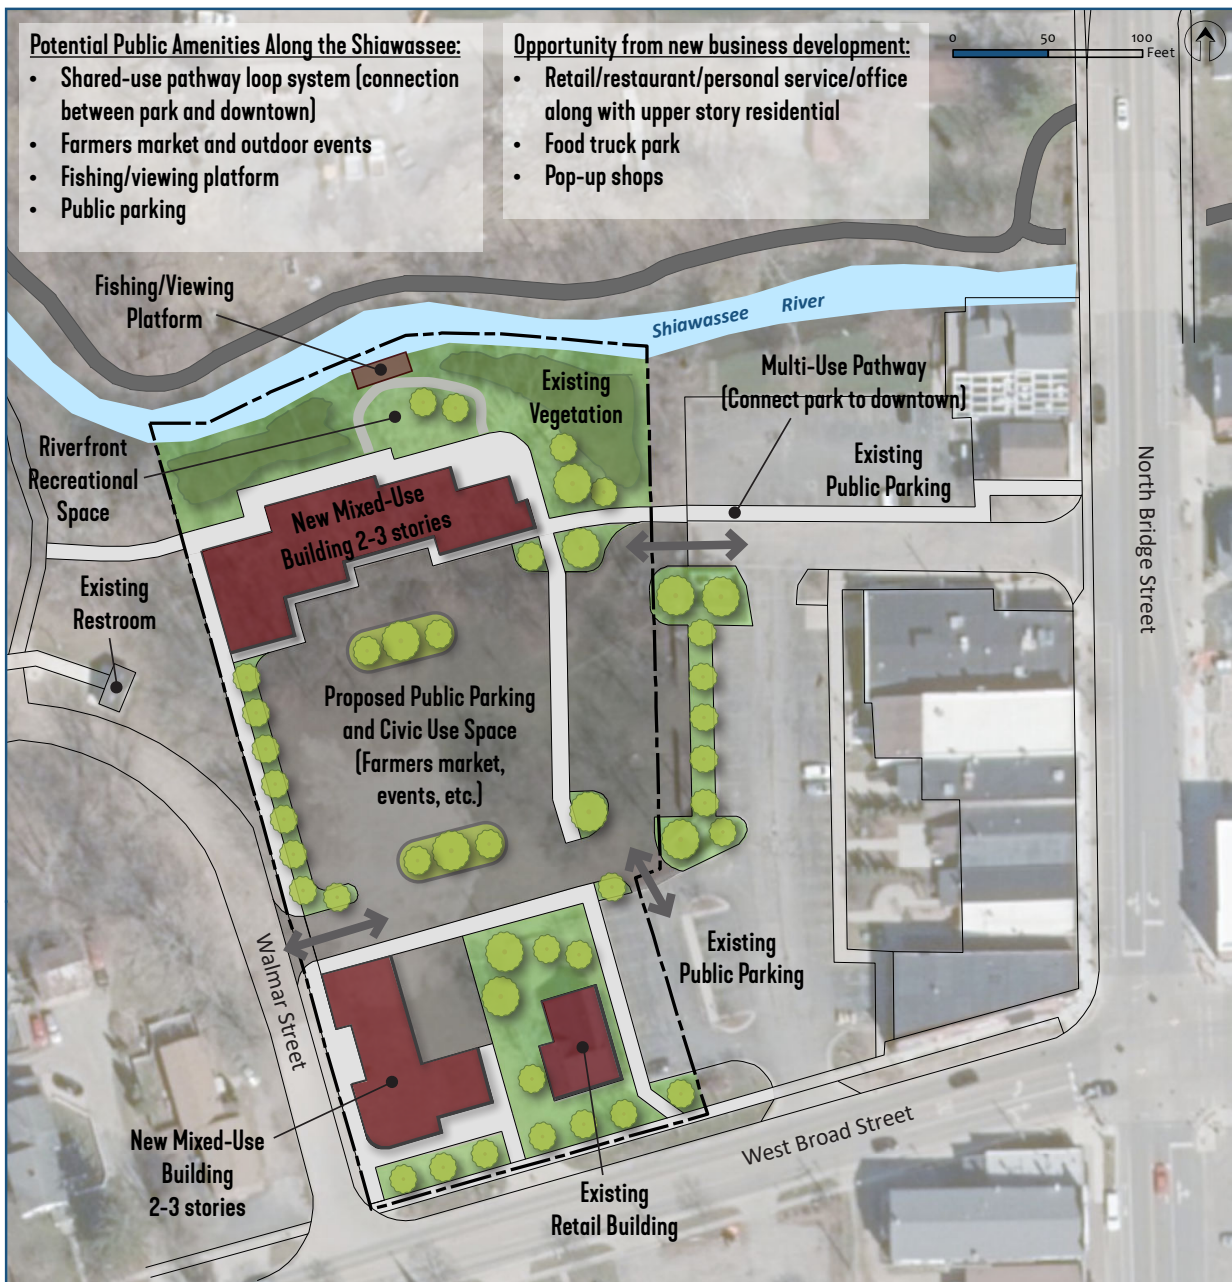 Potential Public Amenities Along the Shiawassee:
• Shared-use pathway loop system (connection
between park and downtown)
• Farmers market and outdoor events
• Fishing/viewing platform
• Public parking
Opportunity from new business development:
• Retail/restaurant/personal service/office
along with upper story residential
• Food truck park
• Pop-up shops
0 50 100
Feet
Fishing/Viewing
Platform
Shiawassee River
Multi-Use Pathway
(Connect park to downtown)
Existing
Vegetation
Riverfront
Recreational
Space
Existing
Public Parking
New Mixed-Use
Building 2-3 stories
North Bridge Street
Existing
Restroom
Proposed Public Parking
and Civic Use Space
(Farmers market,
events, etc.)
Walmar Street
Existing
Public Parking
New Mixed-Use
Building
2-3 stories
West Broad Street
Existing
Retail Building